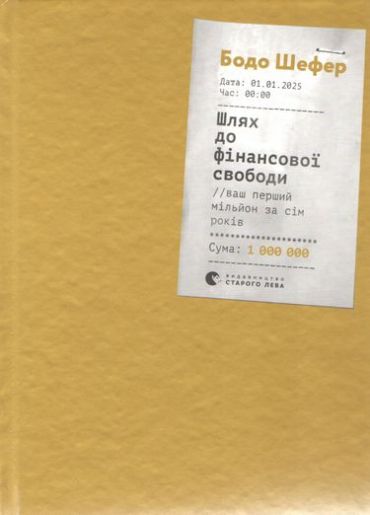 Бодо Шефер
Дата: 01.01.2025
Час: 00:00
Шлях
до
фінансової
свободи
//ваш перший
мільйон за сім
років
Сума: 1 000 000
ВИДАВНИЦТВО
СТАРОГО ЛЕВА